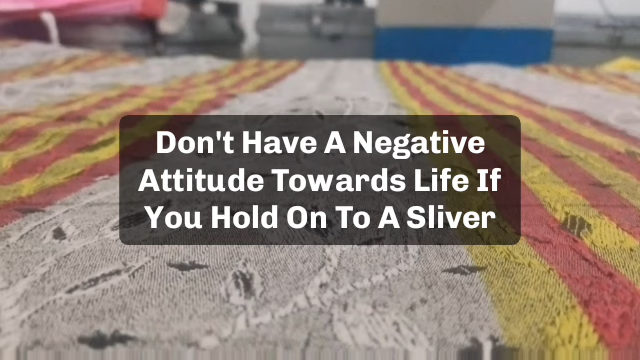 Don't Have A Negative
Attitude Towards Life If
You Hold On To A Sliver